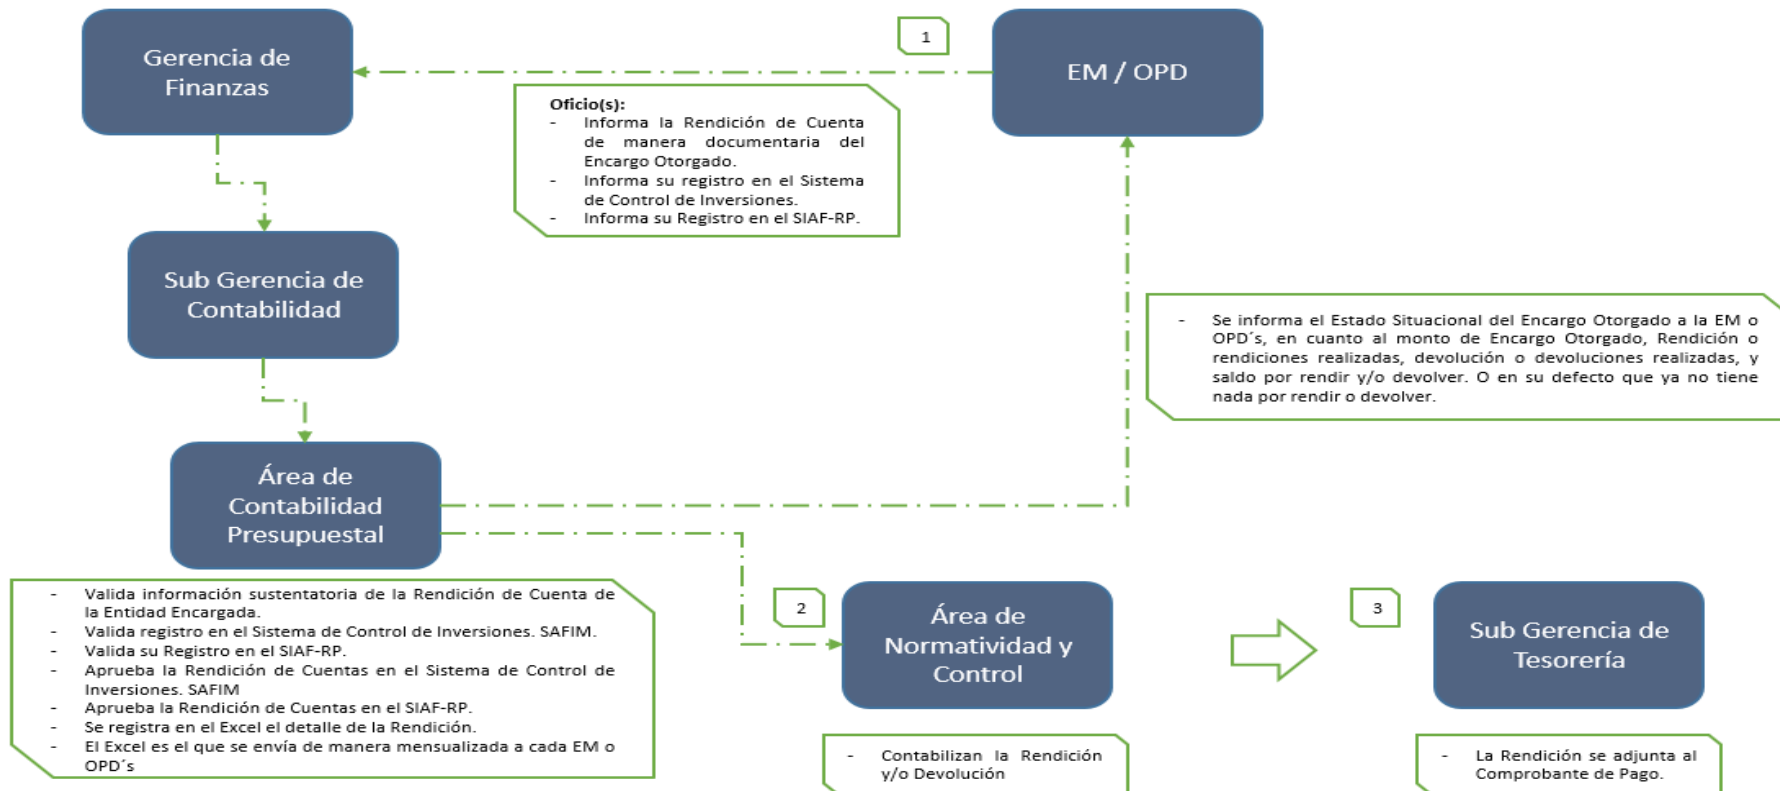 Gerencia de
Finanzas
1
EM / OPD
Oficio(s):
- Informa la Rendición de Cuenta
de manera documentaria del
Encargo Otorgado.
- Informa su registro en el Sistema
de Control de Inversiones.
- Informa su Registro en el SIAF-RP.
Sub Gerencia de
Contabilidad
- Se informa el Estado Situacional del Encargo Otorgado a la EM o
OPD´s, en cuanto al monto de Encargo Otorgado, Rendición o
rendiciones realizadas, devolución o devoluciones realizadas, y
saldo por rendir y/o devolver. O en su defecto que ya no tiene
nada por rendir o devolver.
Área de
Contabilidad
Presupuestal
- Valida información sustentatoria de la Rendición de Cuenta de
la Entidad Encargada.
- Valida registro en el Sistema de Control de Inversiones. SAFIM.
- Valida su Registro en el SIAF-RP.
- Aprueba la Rendición de Cuentas en el Sistema de Control de
Inversiones. SAFIM
- Aprueba la Rendición de Cuentas en el SIAF-RP.
- Se registra en el Excel el detalle de la Rendición.
- El Excel es el que se envía de manera mensualizada a cada EM o
OPD´s
2
Área de
Normatividad y
Control
- Contabilizan la Rendición
y/o Devolución
3
Sub Gerencia de
Tesorería
- La Rendición se adjunta al
Comprobante de Pago.